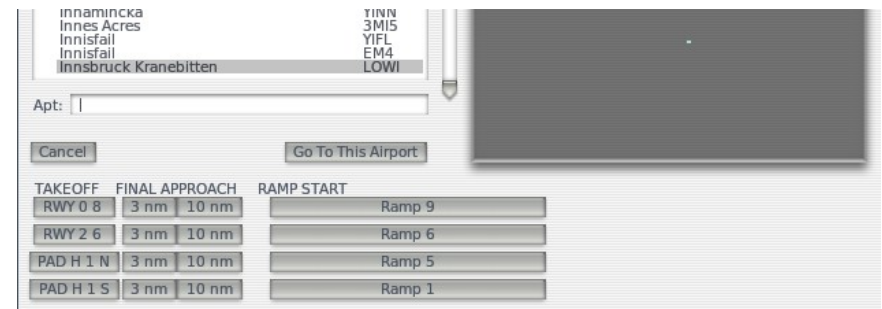 Innamincka YINN
Innes Acres 3MI5
Innisfail YIFL
Innisfail EM4
Innsbruck Kranebitten LOWI
Apt:
Cancel Go To This Airport
TAKEOFF FINAL APPROACH RAMP START
RWY 0 8 3 nm 10 nm Ramp 9
RWY 2 6 3 nm 10 nm Ramp 6
PAD H 1 N 3 nm 10 nm Ramp 5
PAD H 1 S 3 nm 10 nm Ramp 1